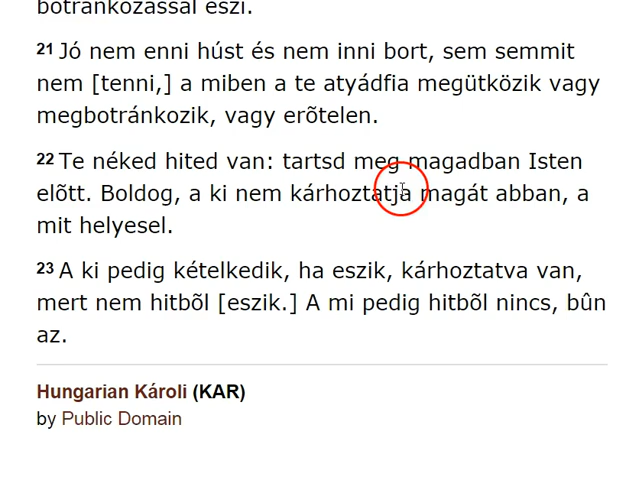 botránkozással eszi.
21 Jó nem enni húst és nem inni bort, sem semmit
nem [tenni,] a miben a te atyádfia megütközik vagy
megbotránkozik, vagy erõtelen.
22 Te néked hited van: tartsd meg magadban Isten
elõtt. Boldog, a ki nem kárhoztatja magát abban, a
mit helyesel.
23 A ki pedig kételkedik, ha eszik, kárhoztatva van,
mert nem hitbõl [eszik.] A mi pedig hitbõl nincs, bûn
az.
Hungarian Károli (KAR)
by Public Domain